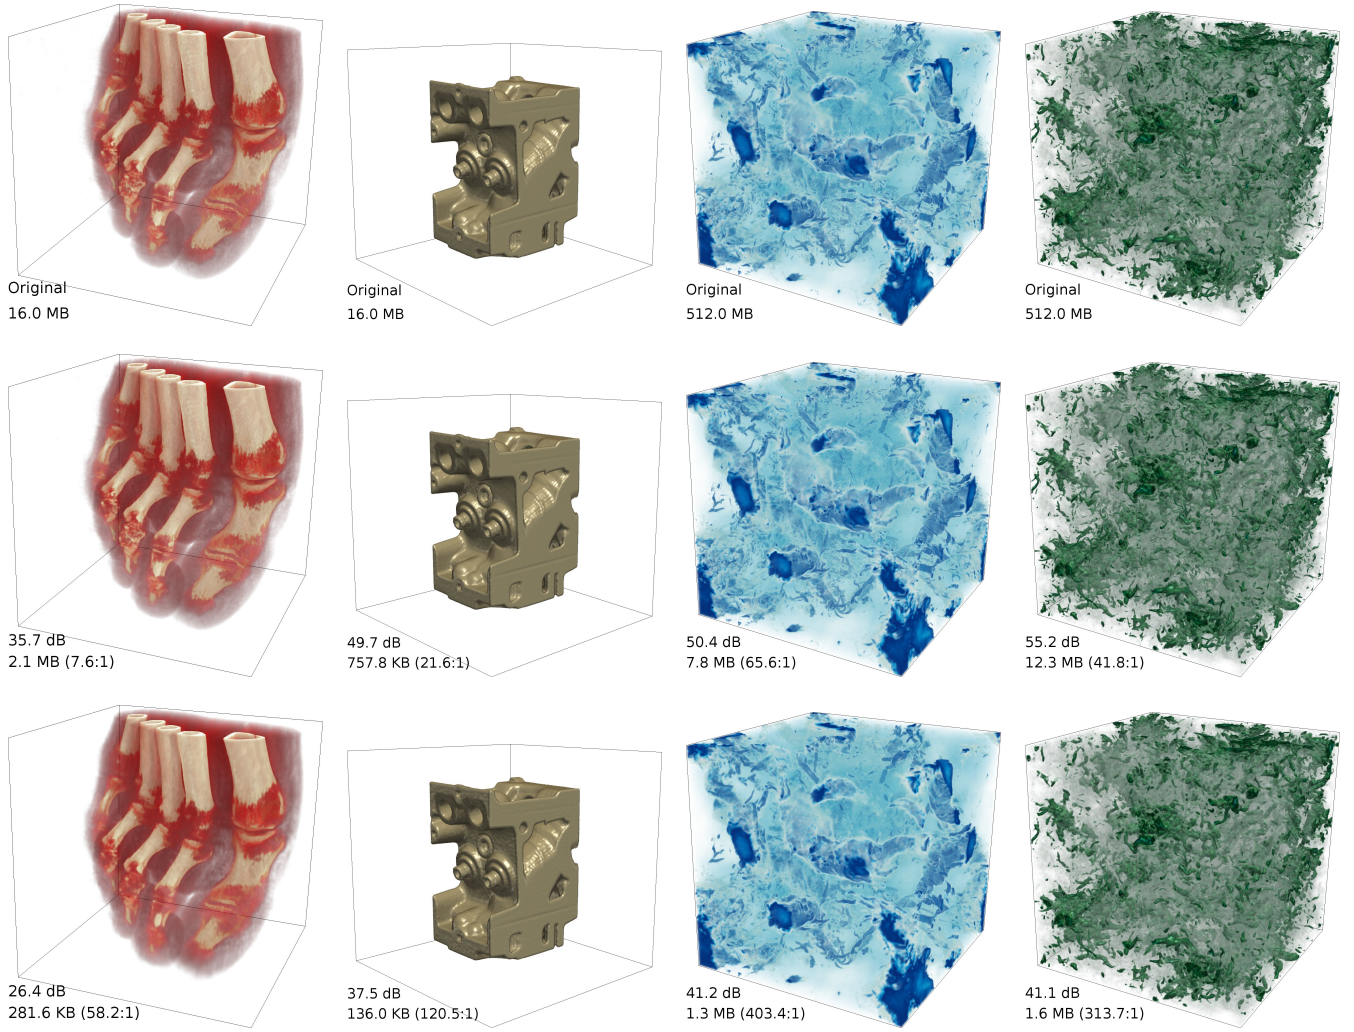 Original
16.0 MB
Original
16.0 MB
Original
512.0 MB
Original
512.0 MB
35.7 dB
2.1 MB (7.6:1)
49.7 dB
757.8 KB (21.6:1)
50.4 dB
7.8 MB (65.6:1)
55.2 dB
12.3 MB (41.8:1)
26.4 dB
281.6 KB (58.2:1)
37.5 dB
136.0 KB (120.5:1)
41.2 dB
1.3 MB (403.4:1)
41.1 dB
1.6 MB (313.7:1)